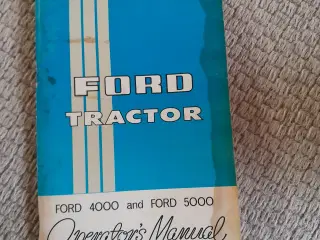 FORD
TRACTOR
FORD 4000 and FORD 5000
Operator's Manual